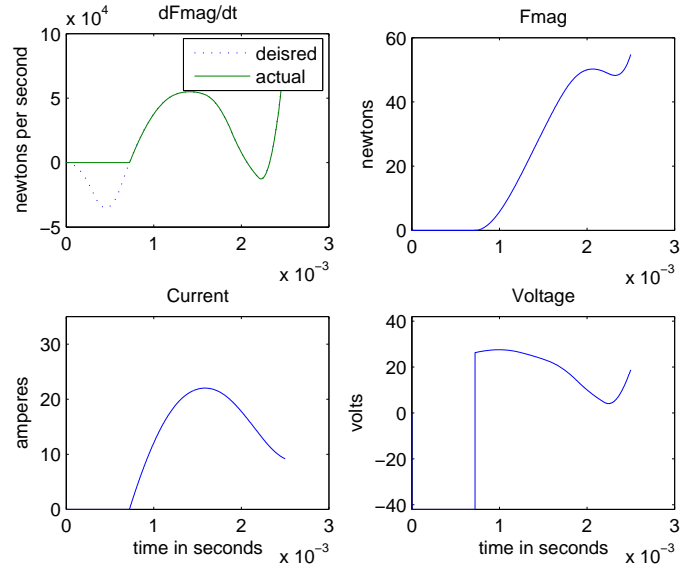 dFmag/dt
x 10^4
newtons per second
10
5
0
−5
0
1
2
3
x 10^-3
deisred
actual
Fmag
newtons
60
40
20
0
0
1
2
3
x 10^-3
Current
amperes
30
20
10
0
0
1
2
3
time in seconds
x 10^-3
Voltage
volts
40
20
0
−20
−40
0
1
2
3
time in seconds
x 10^-3